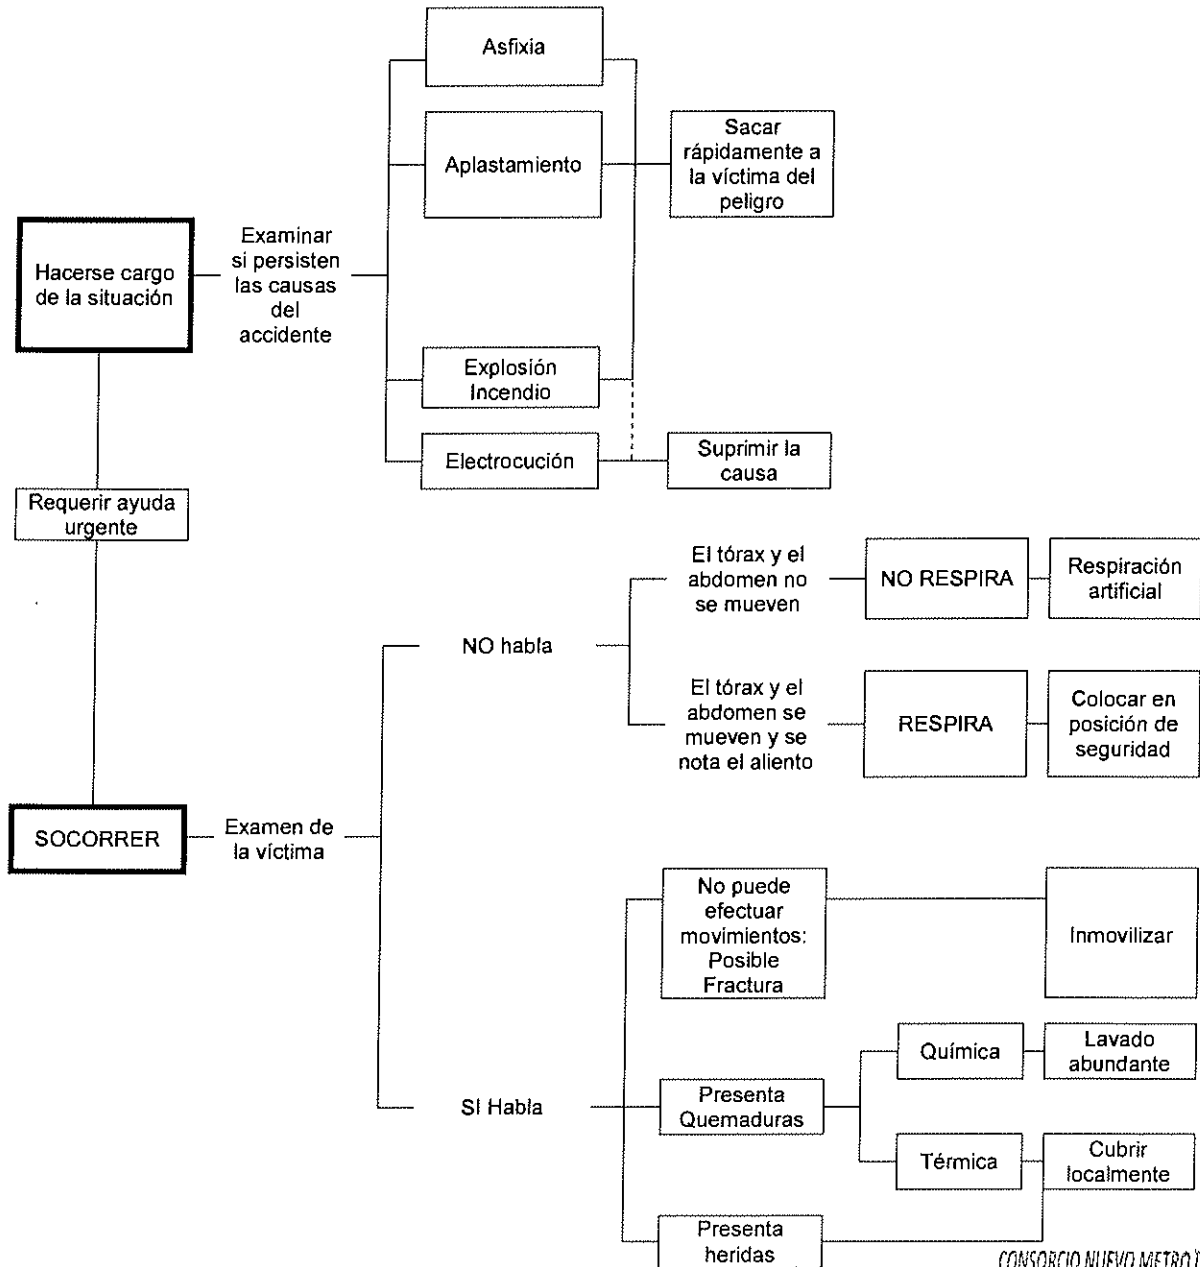 Asfixia
Aplastamiento
Sacar
rápidamente a
la víctima del
peligro
Hacerse cargo
de la situación
Examinar
si persisten
las causas
del
accidente
Explosión
Incendio
Electrocución
Suprimir la
causa
Requerir ayuda
urgente
El tórax y el
abdomen no
se mueven
NO RESPIRA
Respiración
artificial
NO habla
El tórax y el
abdomen se
mueven y se
nota el aliento
RESPIRA
Colocar en
posición de
seguridad
SOCORRER
Examen de
la víctima
No puede
efectuar
movimientos:
Posible
Fractura
Inmovilizar
Química
Lavado
abundante
SI Habla
Presenta
Quemaduras
Térmica
Cubrir
localmente
Presenta
heridas
CONSORCIO NUEVO METRO